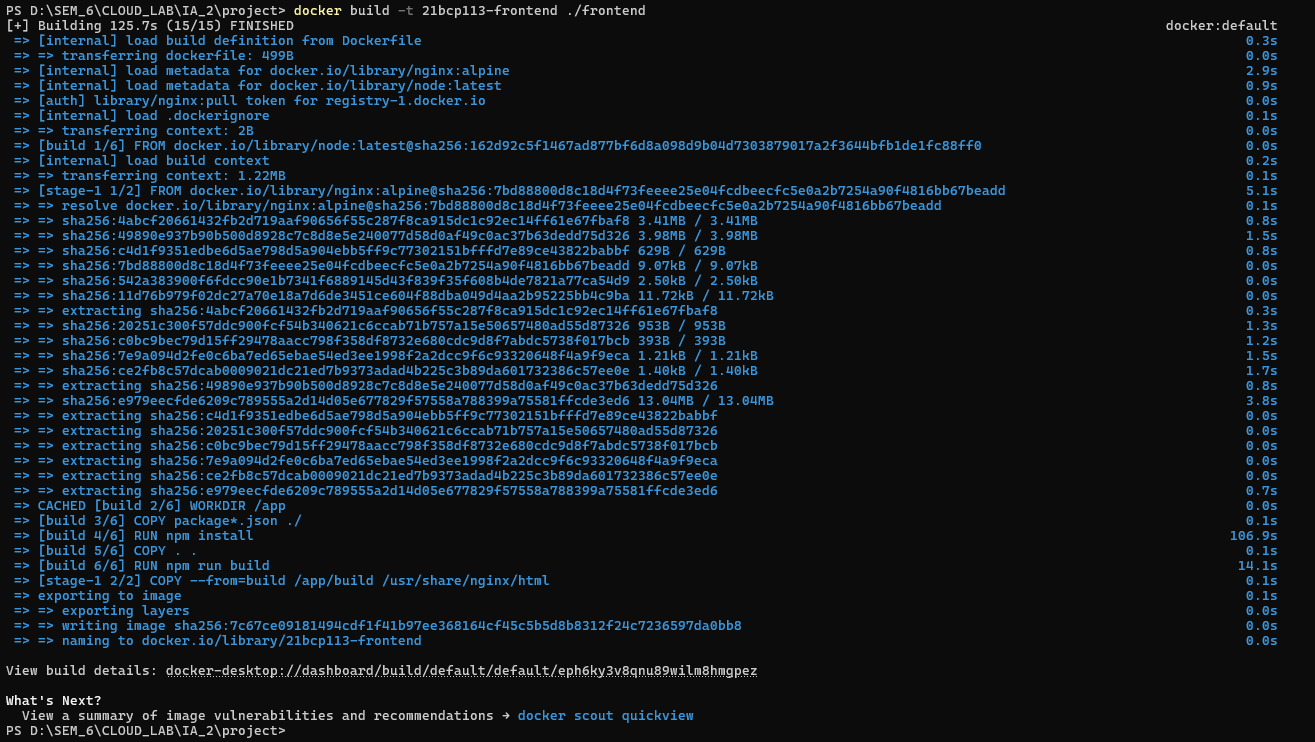 PS D:\SEM_6\CLOUD_LAB\IA_2\project> docker build -t 21bcp113-frontend ./frontend
[+] Building 125.7s (15/15) FINISHED docker:default
=> [internal] load build definition from Dockerfile 0.3s
=> => transferring dockerfile: 499B 0.0s
=> [internal] load metadata for docker.io/library/nginx:alpine 2.9s
=> [internal] load metadata for docker.io/library/node:latest 0.9s
=> [auth] library/nginx:pull token for registry-1.docker.io 0.0s
=> [internal] load .dockerignore 0.1s
=> => transferring context: 2B 0.0s
=> [build 1/6] FROM docker.io/library/node:latest@sha256:162d92c5f1467ad877bf6d8a098d9b04d7303879017a2f3644bfb1de1fc88ff0 0.0s
=> [internal] load build context 0.2s
=> => transferring context: 1.22MB 0.1s
=> [stage-1 1/2] FROM docker.io/library/nginx:alpine@sha256:7bd88800d8c18d4f73feeee25e04fcdbeecfc5e0a2b7254a90f4816bb67beadd 5.1s
=> => resolve docker.io/library/nginx:alpine@sha256:7bd88800d8c18d4f73feeee25e04fcdbeecfc5e0a2b7254a90f4816bb67beadd 0.1s
=> => sha256:4abcf20661432fb2d719aaf90656f55c287f8ca915dc1c92ec14ff61e67fbaf8 3.41MB / 3.41MB 0.8s
=> => sha256:49890e937b90b500d8928c7c8d8e5e240077d58d0af49c0ac37b63dedd75d326 3.98MB / 3.98MB 1.5s
=> => sha256:c4d1f9351edbe6d5ae798d5a904ebb5ff9c77302151bfffd7e89ce43822babbf 629B / 629B 0.8s
=> => sha256:7bd88800d8c18d4f73feeee25e04fcdbeecfc5e0a2b7254a90f4816bb67beadd 9.07kB / 9.07kB 0.0s
=> => sha256:542a383900f6fdcc90e1b7341f6889145d43f839f35f608b4de7821a77ca54d9 2.50kB / 2.50kB 0.0s
=> => sha256:11d76b979f02dc27a70e18a7d6de3451ce604f88dba049d4aa2b95225bb4c9ba 11.72kB / 11.72kB 0.0s
=> => extracting sha256:4abcf20661432fb2d719aaf90656f55c287f8ca915dc1c92ec14ff61e67fbaf8 0.3s
=> => sha256:20251c300f57ddc900fcf54b340621c6ccab71b757a15e50657480ad55d87326 953B / 953B 1.3s
=> => sha256:c0bc9bec79d15ff29478aacc798f358df8732e680cdc9d8f7abdc5738f017bcb 393B / 393B 1.2s
=> => sha256:7e9a094d2fe0c6ba7ed65ebae54ed3ee1998f2a2dcc9f6c93320648f4a9f9eca 1.21kB / 1.21kB 1.5s
=> => sha256:ce2fb8c57dcab0009021dc21ed7b9373adad4b225c3b89da601732386c57ee0e 1.40kB / 1.40kB 1.7s
=> => extracting sha256:49890e937b90b500d8928c7c8d8e5e240077d58d0af49c0ac37b63dedd75d326 0.8s
=> => sha256:e979eecfde6209c789555a2d14d05e677829f57558a788399a75581ffcde3ed6 13.04MB / 13.04MB 3.8s
=> => extracting sha256:c4d1f9351edbe6d5ae798d5a904ebb5ff9c77302151bfffd7e89ce43822babbf 0.0s
=> => extracting sha256:20251c300f57ddc900fcf54b340621c6ccab71b757a15e50657480ad55d87326 0.0s
=> => extracting sha256:c0bc9bec79d15ff29478aacc798f358df8732e680cdc9d8f7abdc5738f017bcb 0.0s
=> => extracting sha256:7e9a094d2fe0c6ba7ed65ebae54ed3ee1998f2a2dcc9f6c93320648f4a9f9eca 0.0s
=> => extracting sha256:ce2fb8c57dcab0009021dc21ed7b9373adad4b225c3b89da601732386c57ee0e 0.0s
=> => extracting sha256:e979eecfde6209c789555a2d14d05e677829f57558a788399a75581ffcde3ed6 0.7s
=> CACHED [build 2/6] WORKDIR /app 0.0s
=> [build 3/6] COPY package*.json ./ 0.1s
=> [build 4/6] RUN npm install 106.9s
=> [build 5/6] COPY . . 0.1s
=> [build 6/6] RUN npm run build 14.1s
=> [stage-1 2/2] COPY --from=build /app/build /usr/share/nginx/html 0.1s
=> exporting to image 0.1s
=> => exporting layers 0.0s
=> => writing image sha256:7c67ce09181494cdf1f41b97ee368164cf45c5b5d8b8312f24c7236597da0bb8 0.0s
=> => naming to docker.io/library/21bcp113-frontend 0.0s
View build details: docker-desktop://dashboard/build/default/default/eph6ky3v8qnu89wilm8hmgpez
What's Next?
View a summary of image vulnerabilities and recommendations → docker scout quickview
PS D:\SEM_6\CLOUD_LAB\IA_2\project>